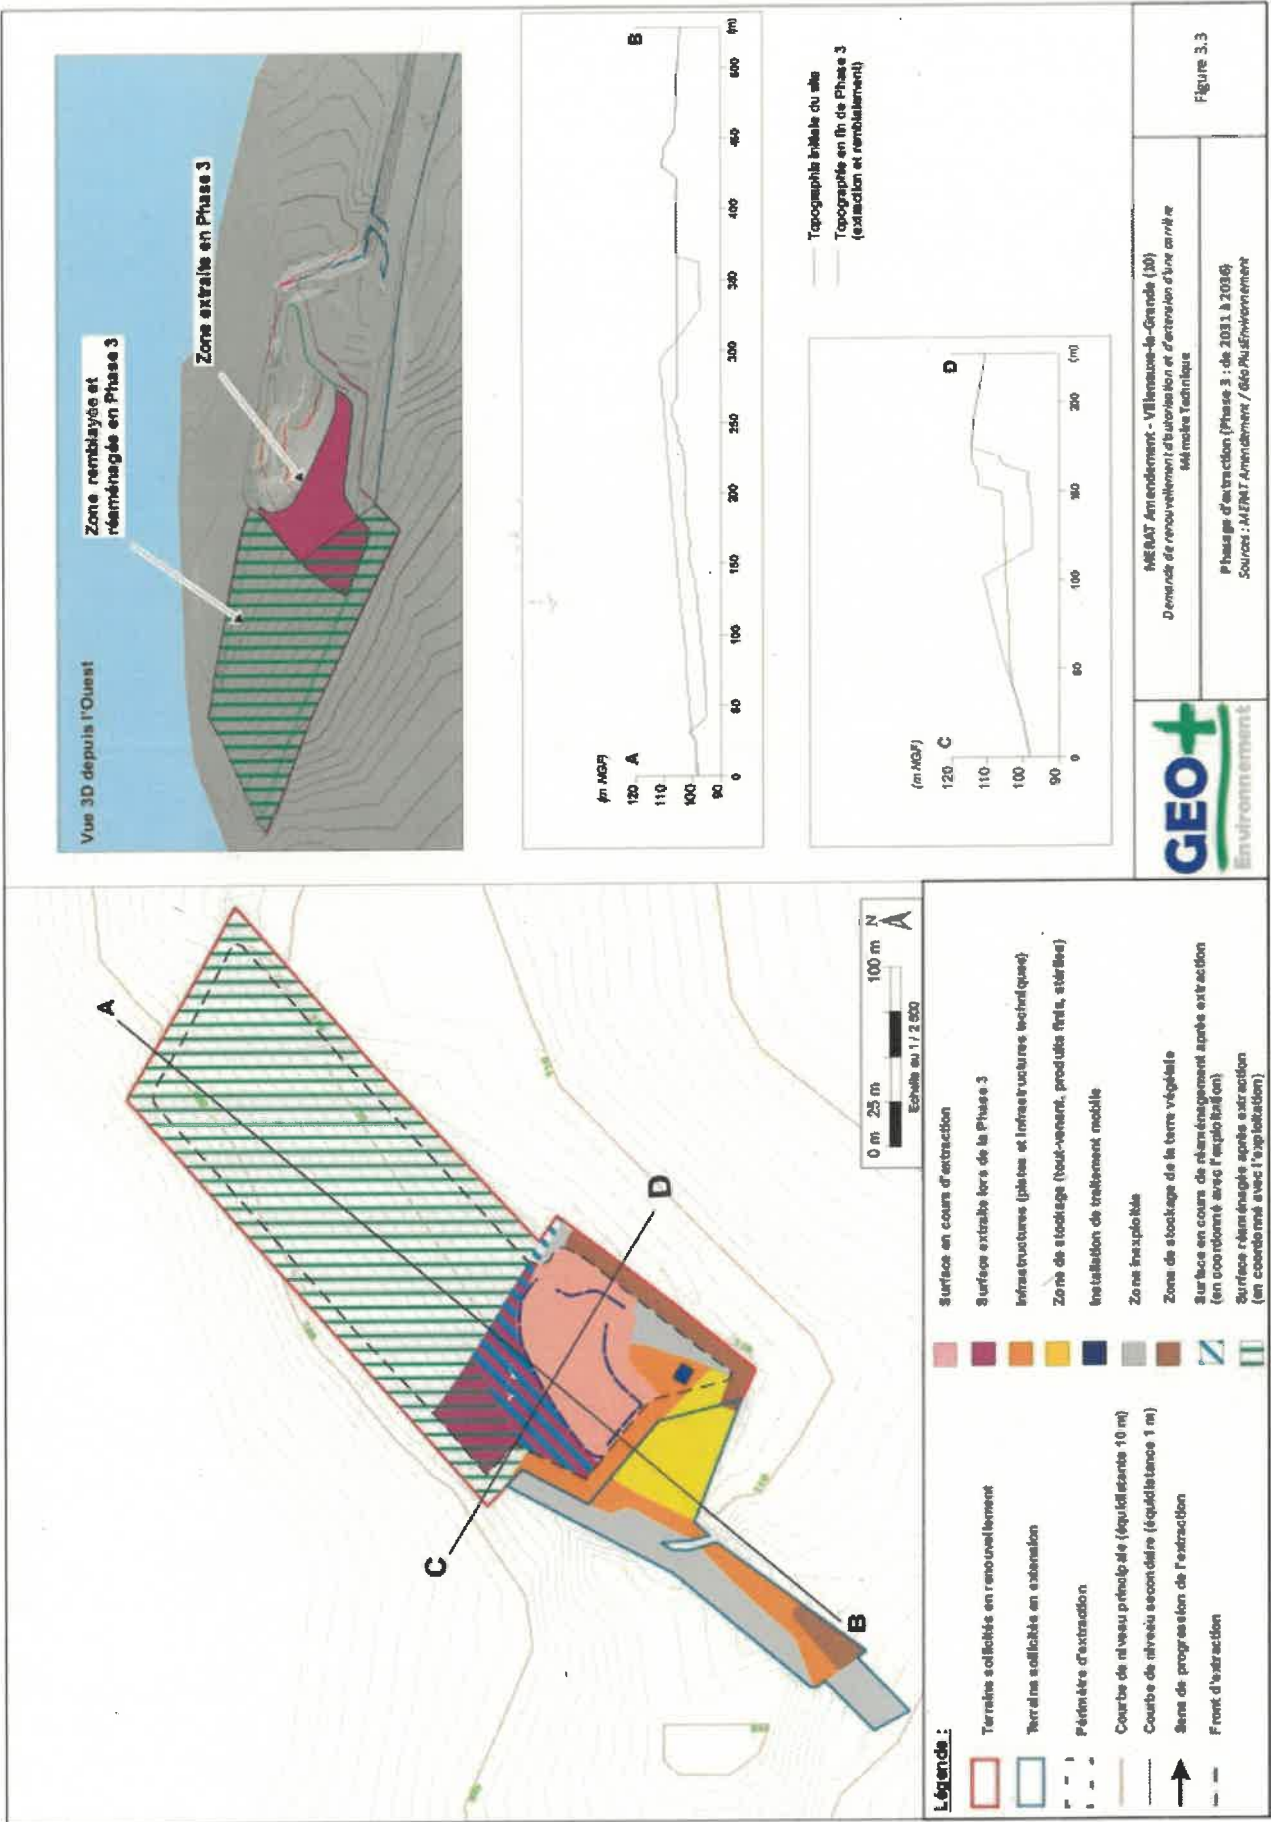 A
C
D
B
0 m 25 m
100 m
N
Echelle au 1 / 2 500
Légende :
Terrains sollicités en renouvellement
Terrains sollicités en extension
Périmètre d'extraction
Courbe de niveau principale (équidistante 10 m)
Courbe de niveau secondaire (équidistance 1 m)
Sens de progression de l'extraction
Front d'extraction
Surface en cours d'extraction
Surface extraite lors de la Phase 3
Infrastructures (pistes et infrastructures techniques)
Zone de stockage (tout-venant, produits finis, stériles)
Installation de traitement mobile
Zone inexploitée
Zone de stockage de la terre végétale
Surface en cours de réaménagement après extraction
(en coordonné avec l'exploitation)
Surface réaménagée après extraction
(en coordonné avec l'exploitation)
Vue 3D depuis l'Ouest
Zone remblayée et
réaménagée en Phase 3
Zone extraite en Phase 3
(m NGF)
A
B
120
110
100
90
0 50 100 150 200 250 300 350 400 450 500 (m)
(m NGF)
C
D
120
110
100
90
0 50 100 150 200 (m)
Topographie initiale du site
Topographie en fin de Phase 3
(extraction et remblaiement)
GEO+
Environnement
MERAT Amendement - Villenauxe-la-Grande (10)
Demande de renouvellement d'autorisation et d'extension d'une carrière
Mémoire Technique
Phasage d'extraction (Phase 3 : de 2031 à 2036)
Sources : MERAT Amendement / GéoPlusEnvironnement
Figure 3.3